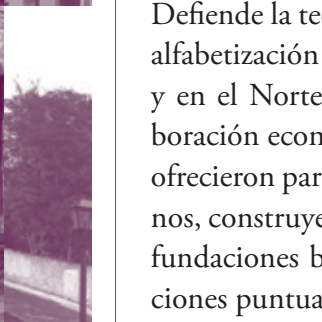 Defiende la te
alfabetización
y en el Norte
boración econ
ofrecieron par
nos, construye
fundaciones b
ciones puntua